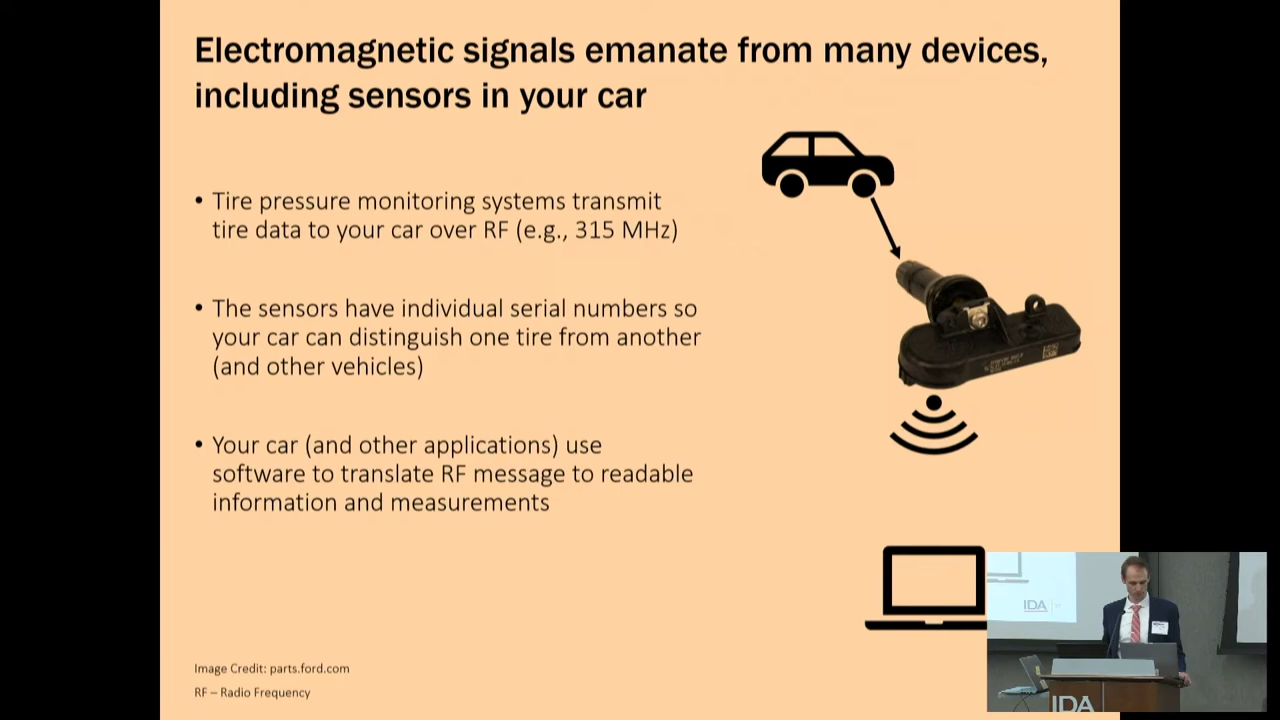 Electromagnetic signals emanate from many devices,
including sensors in your car
• Tire pressure monitoring systems transmit
tire data to your car over RF (e.g., 315 MHz)
• The sensors have individual serial numbers so
your car can distinguish one tire from another
(and other vehicles)
• Your car (and other applications) use
software to translate RF message to readable
information and measurements
Image Credit: parts.ford.com
RF – Radio Frequency
IDA
IDA